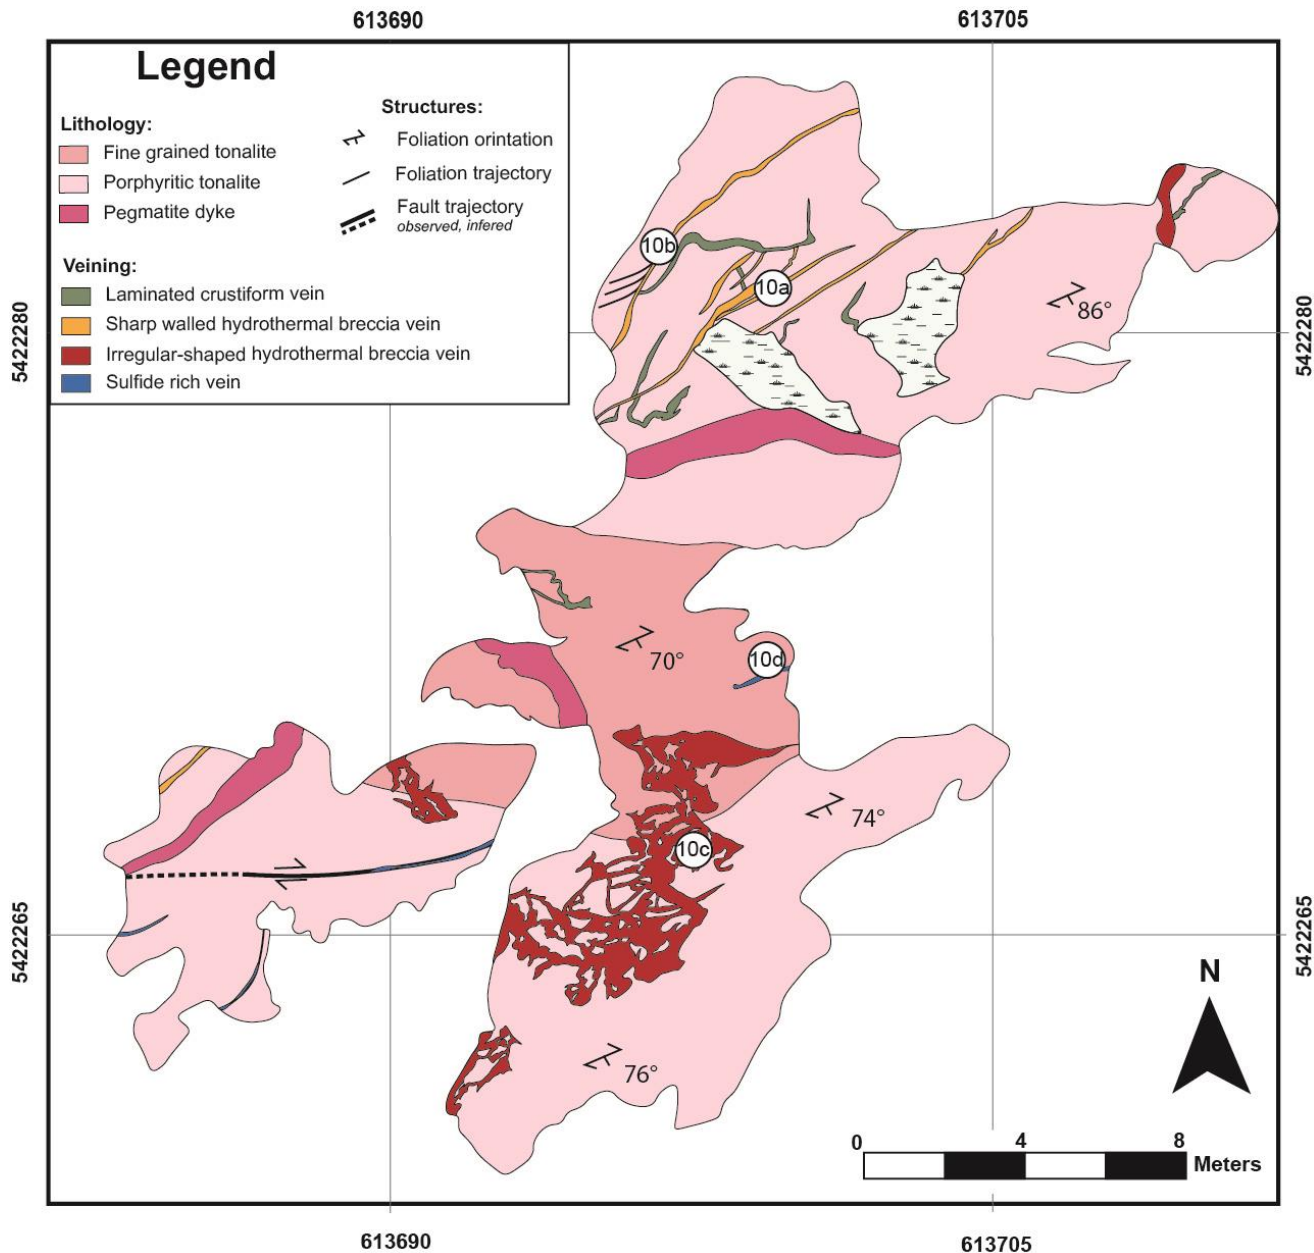 613690 613705
Legend
Lithology:
Fine grained tonalite
Porphyritic tonalite
Pegmatite dyke
Structures:
Foliation orintation
Foliation trajectory
Fault trajectory
observed, infered
Veining:
Laminated crustiform vein
Sharp walled hydrothermal breccia vein
Irregular-shaped hydrothermal breccia vein
Sulfide rich vein
10b
10a
86°
5422280 5422280
70°
10d
74°
10c
5422265 5422265
76°
N
0 4 8
Meters
613690 613705